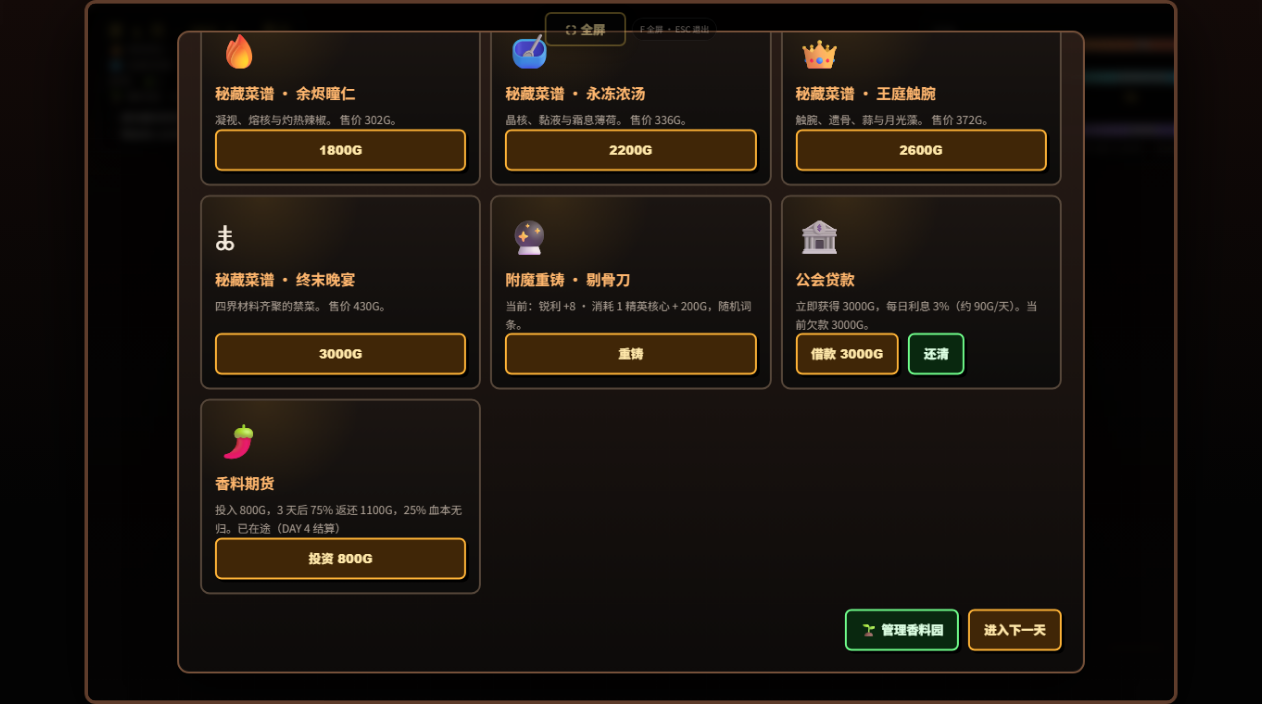 全屏
F 全屏 · ESC 退出
秘藏菜谱 · 余烬瞳仁
凝视、熔核与灼热辣椒。 售价 302G。
1800G
秘藏菜谱 · 永冻浓汤
晶核、黏液与霜息薄荷。 售价 336G。
2200G
秘藏菜谱 · 王庭触腕
触腕、遗骨、蒜与月光藻。 售价 372G。
2600G
秘藏菜谱 · 终末晚宴
四界材料齐聚的禁菜。 售价 430G。
3000G
附魔重铸 · 剔骨刀
当前：锐利 +8 · 消耗 1 精英核心 + 200G，随机词
条。
重铸
公会贷款
立即获得 3000G，每日利息 3%（约 90G/天）。当
前欠款 3000G。
借款 3000G
还清
香料期货
投入 800G，3 天后 75% 返还 1100G，25% 血本无
归。已在途（DAY 4 结算）
投资 800G
管理香料园
进入下一天